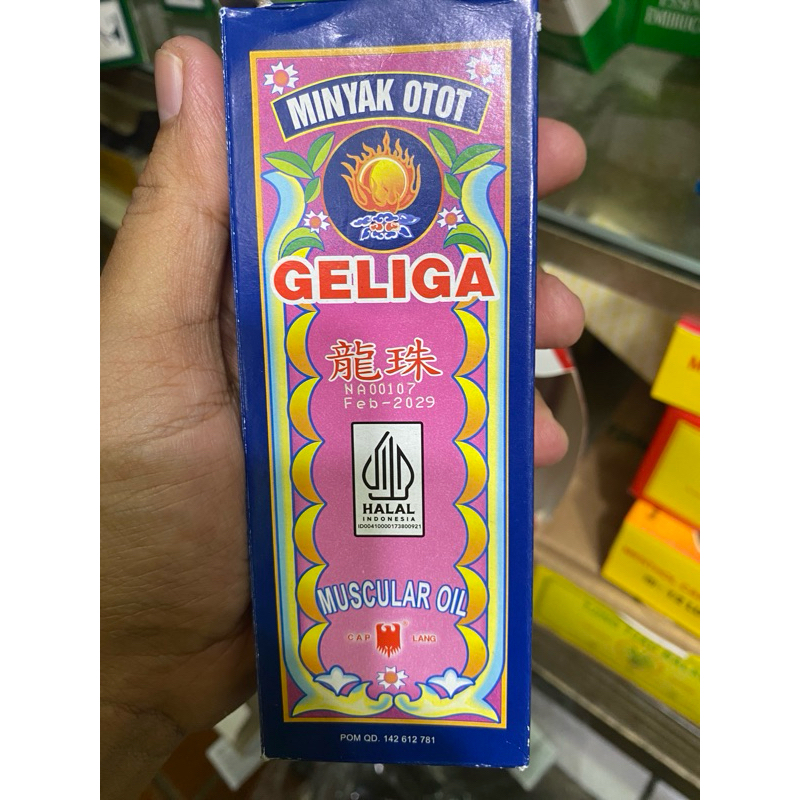 MINYAK OTOT
GELIGA
龍珠
NA00107
Feb-2029
HALAL
INDONESIA
ID00410000173800921
MUSCULAR OIL
CAP LANG
POM QD. 142 612 781